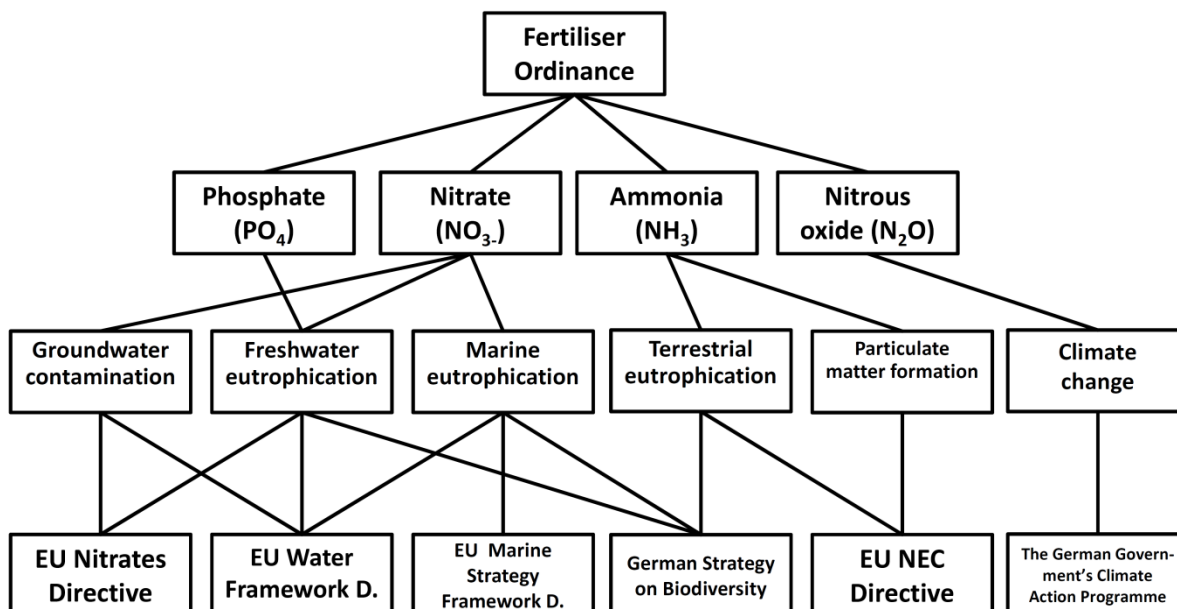 Fertiliser
Ordinance
Phosphate
(PO₄)
Nitrate
(NO₃₋)
Ammonia
(NH₃)
Nitrous
oxide (N₂O)
Groundwater
contamination
Freshwater
eutrophication
Marine
eutrophication
Terrestrial
eutrophication
Particulate
matter formation
Climate
change
EU Nitrates
Directive
EU Water
Framework D.
EU Marine
Strategy
Framework D.
German Strategy
on Biodiversity
EU NEC
Directive
The German Govern-
ment's Climate
Action Programme